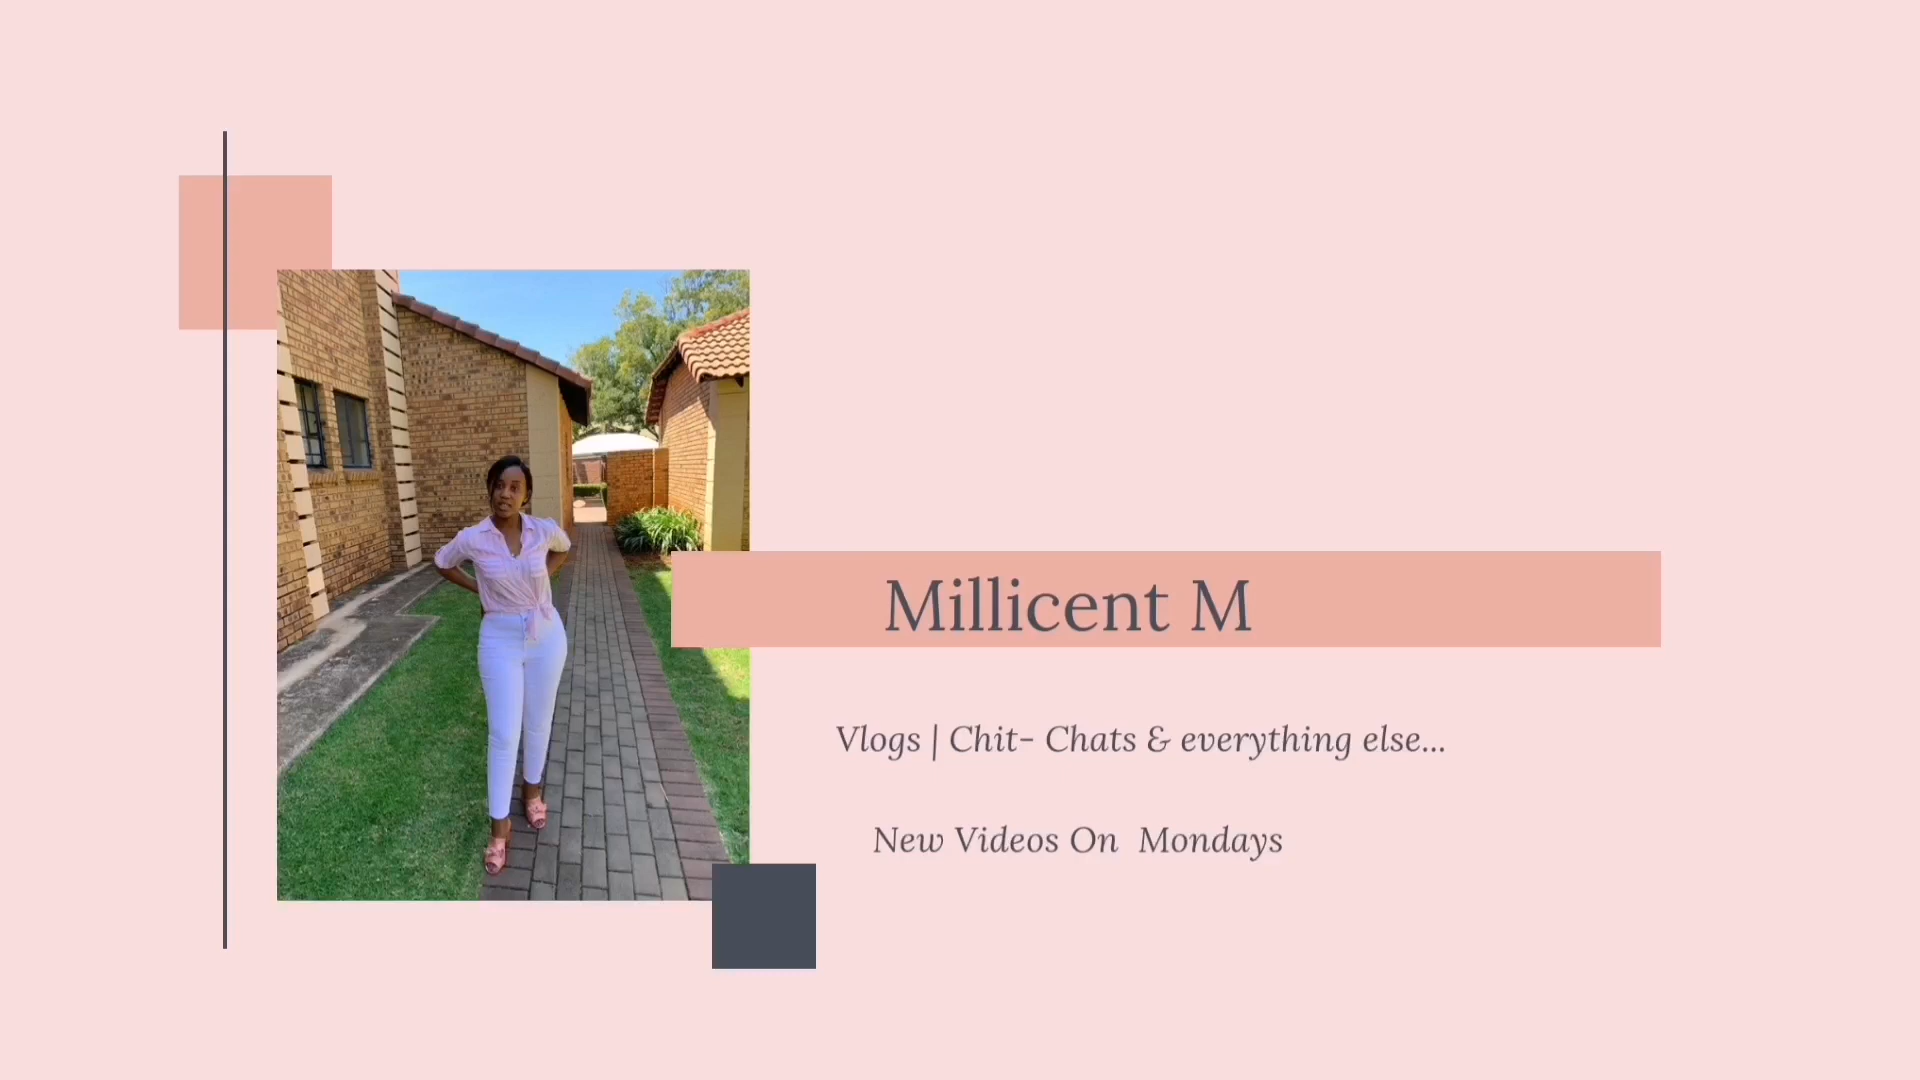 Millicent M
Vlogs | Chit- Chats & everything else...
New Videos On Mondays